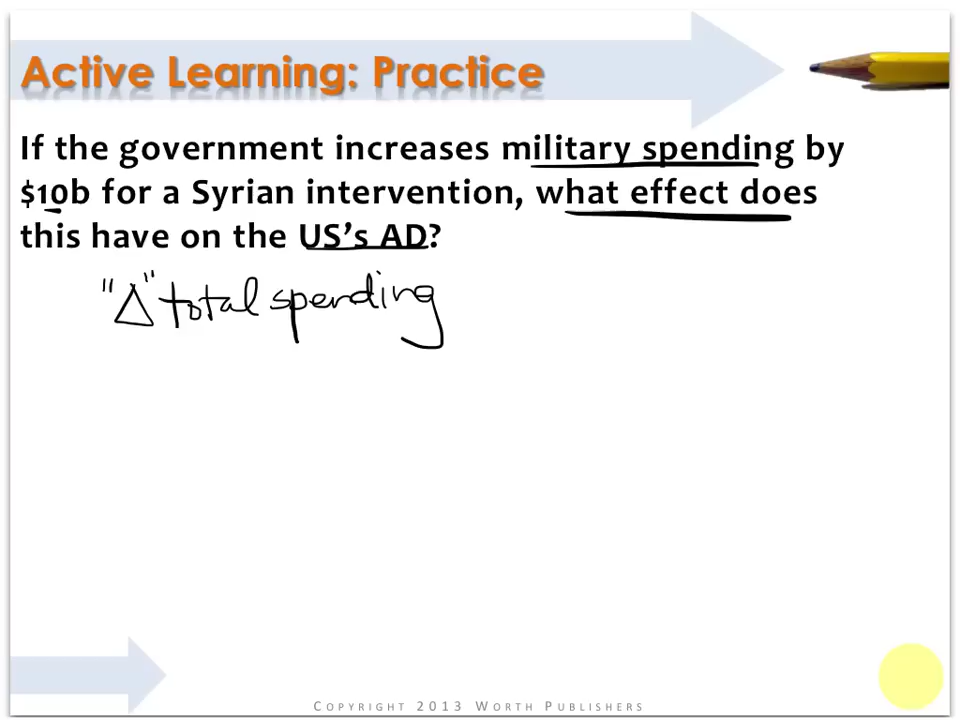 Active Learning: Practice
If the government increases military spending by
$10b for a Syrian intervention, what effect does
this have on the US’s AD?
"Δ" total spending
Copyright 2013 Worth Publishers